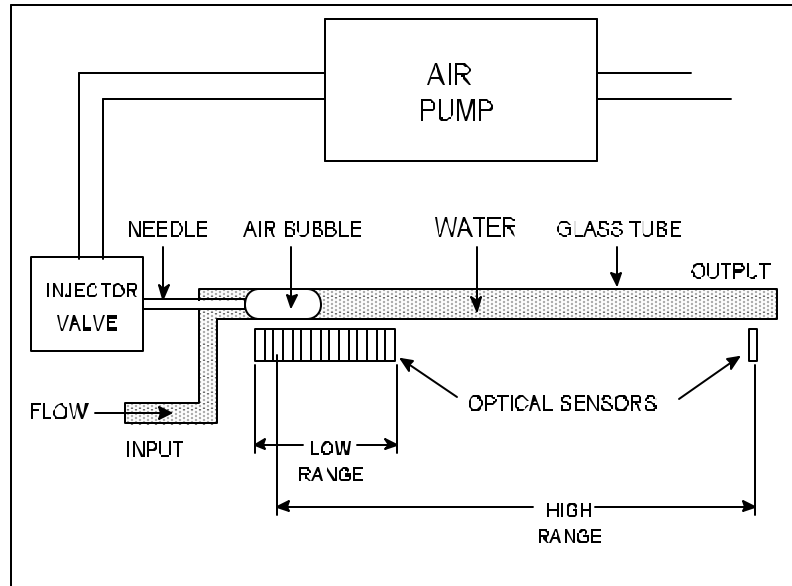 AIR
PUMP
NEEDLE
AIR BUBBLE
WATER
GLASS TUBE
OUTPUT
INJECTOR
VALVE
FLOW
INPUT
OPTICAL SENSORS
LOW
RANGE
HIGH
RANGE